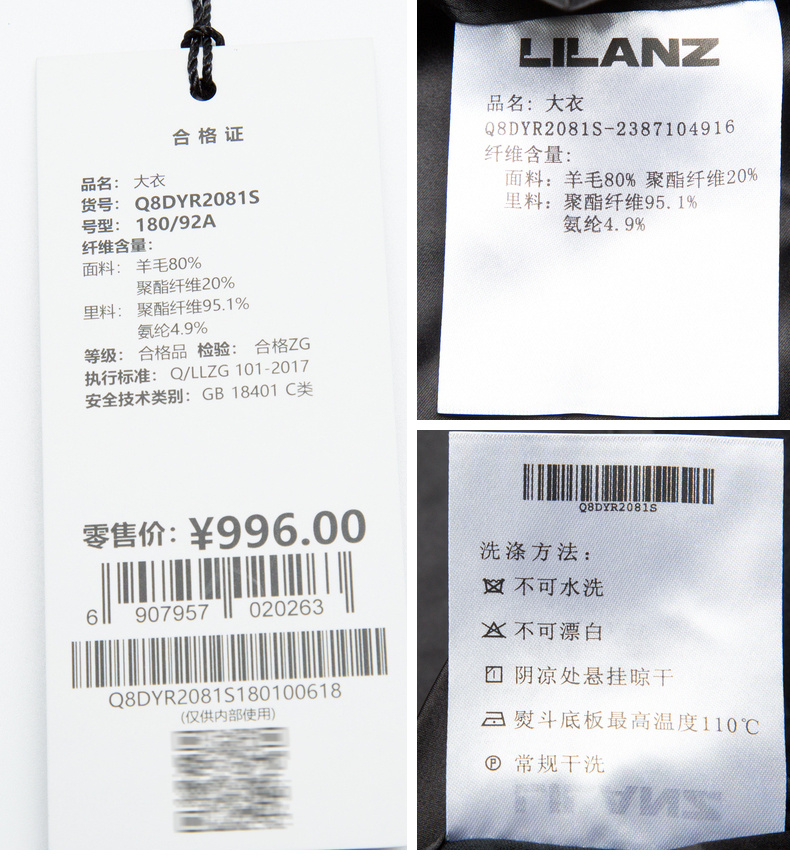 合格证
品名: 大衣
货号: Q8DYR2081S
号型: 180/92A
纤维含量:
面料: 羊毛80%
聚酯纤维20%
里料: 聚酯纤维95.1%
氨纶4.9%
等级: 合格品 检验: 合格ZG
执行标准: Q/LLZG 101-2017
安全技术类别: GB 18401 C类
零售价: ¥996.00
6 907957 020263
Q8DYR2081S180100618
(仅供内部使用)
LILANZ
品名: 大衣
Q8DYR2081S-2387104916
纤维含量:
面料: 羊毛80% 聚酯纤维20%
里料: 聚酯纤维95.1%
氨纶4.9%
Q8DYR2081S
洗涤方法:
不可水洗
不可漂白
阴凉处悬挂晾干
熨斗底板最高温度110℃
P 常规干洗